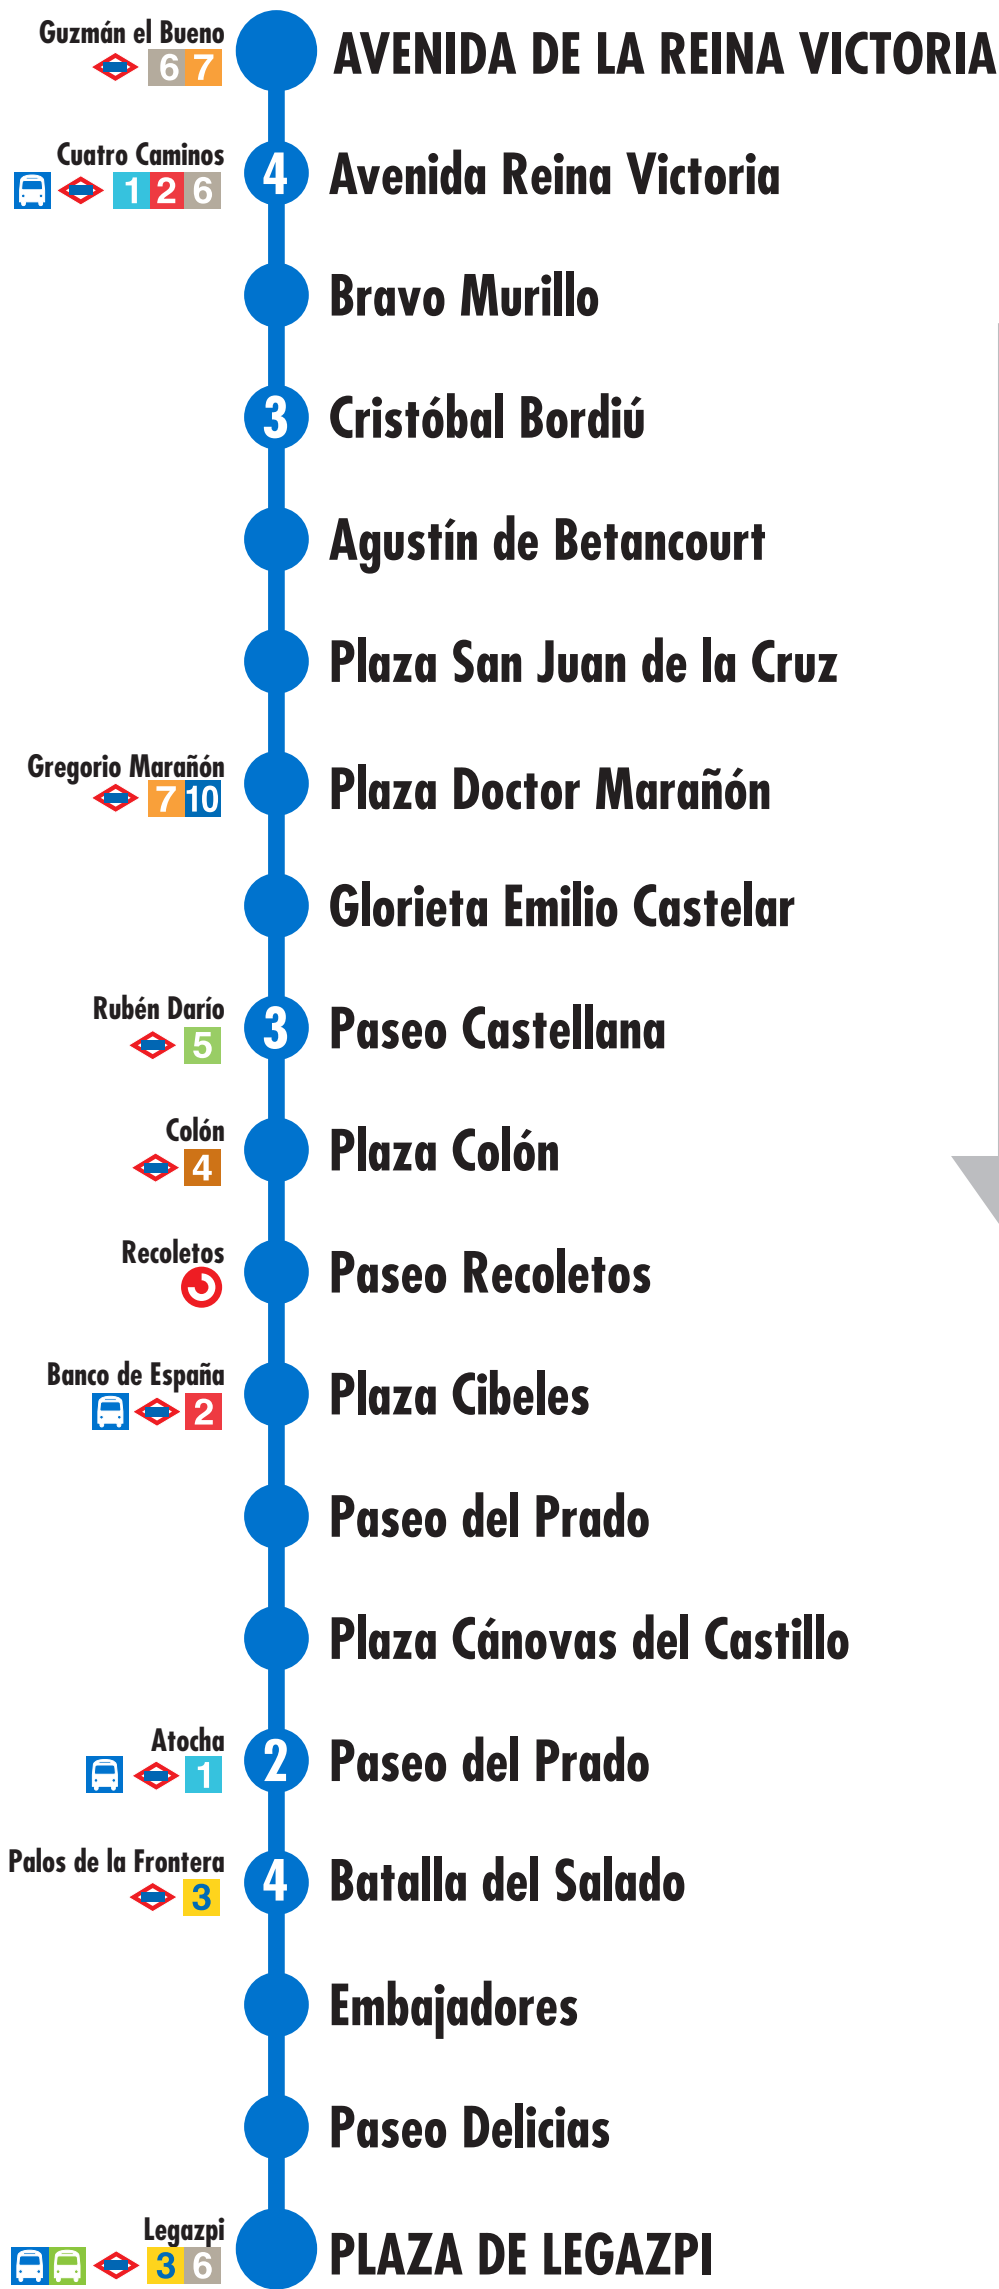 Guzmán el Bueno
6 7
AVENIDA DE LA REINA VICTORIA
Cuatro Caminos
1 2 6
4
Avenida Reina Victoria
Bravo Murillo
3
Cristóbal Bordiú
Agustín de Betancourt
Plaza San Juan de la Cruz
Gregorio Marañón
7 10
Plaza Doctor Marañón
Glorieta Emilio Castelar
Rubén Darío
5
3
Paseo Castellana
Colón
4
Plaza Colón
Recoletos
Paseo Recoletos
Banco de España
2
Plaza Cibeles
Paseo del Prado
Plaza Cánovas del Castillo
Atocha
1
2
Paseo del Prado
Palos de la Frontera
3
4
Batalla del Salado
Embajadores
Paseo Delicias
Legazpi
3 6
PLAZA DE LEGAZPI